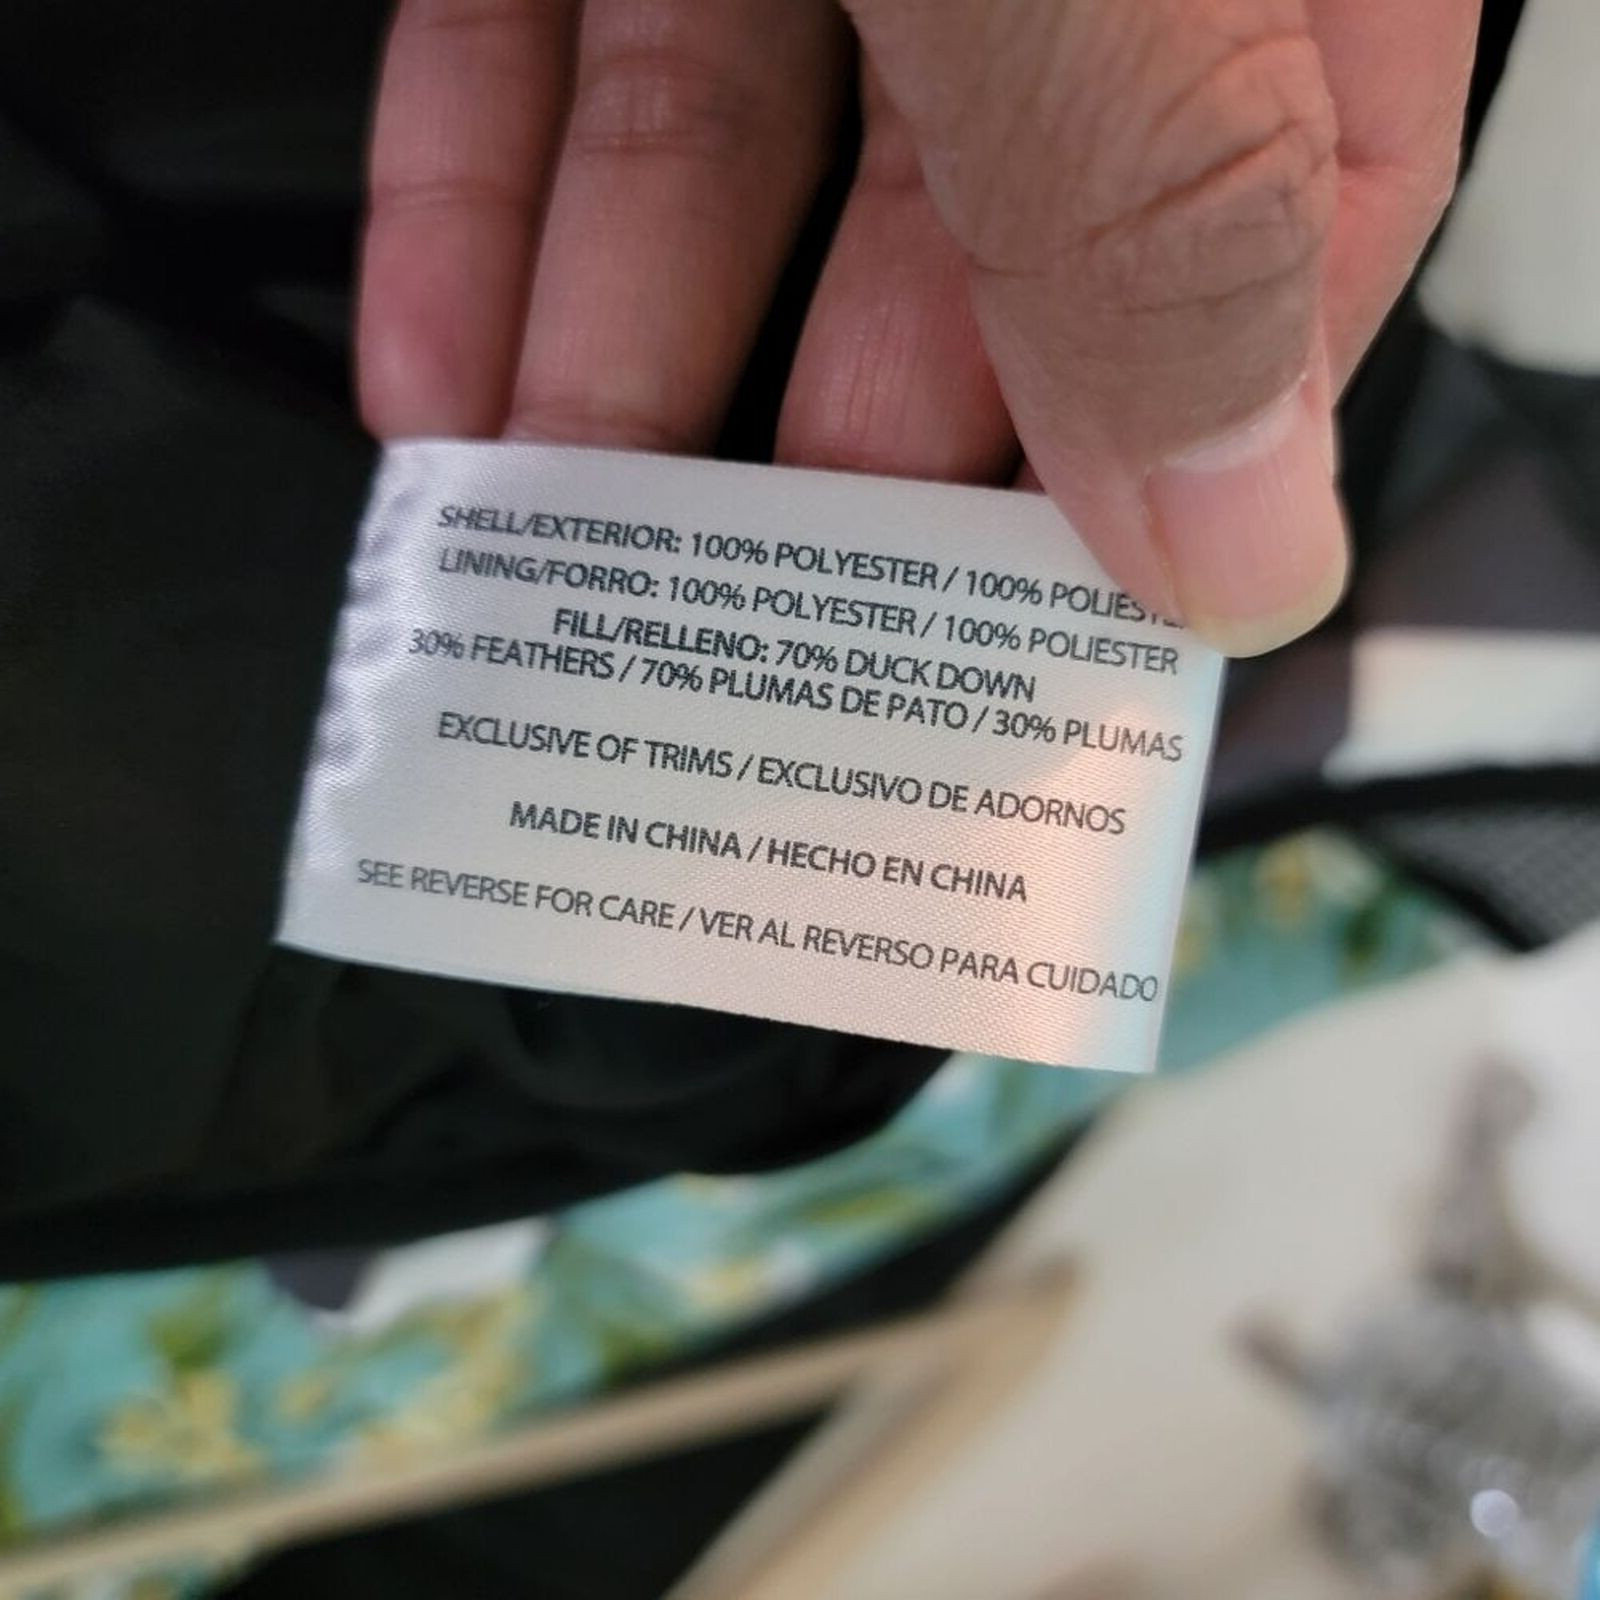 SHELL/EXTERIOR: 100% POLYESTER / 100%
LINING/FORRO: 100% POLYESTER / 100% POLIESTER
FILL/RELLENO: 70% DUCK DOWN
30% FEATHERS / 70% PLUMAS DE PATO / 30% PLUMAS
EXCLUSIVE OF TRIMS / EXCLUSIVO DE ADORNOS
MADE IN CHINA / HECHO EN CHINA
SEE REVERSE FOR CARE / VER AL REVERSO PARA CUIDADO